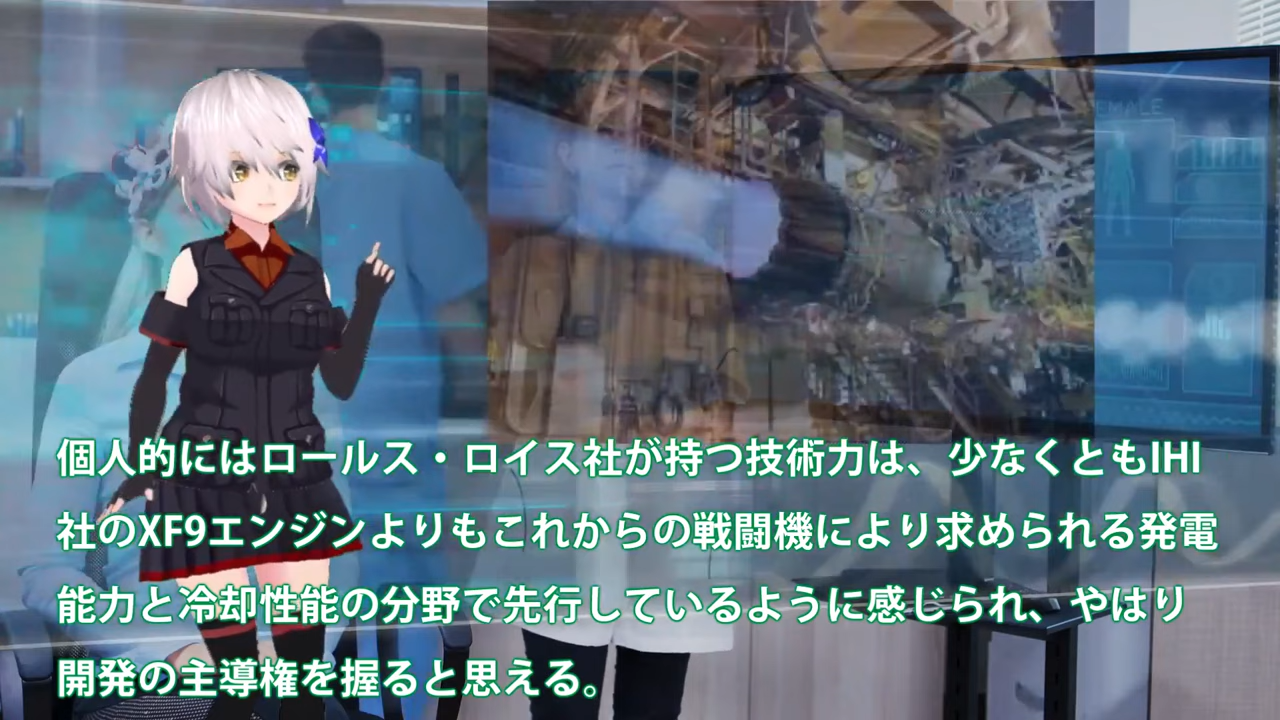 FEMALE
個人的にはロールス・ロイス社が持つ技術力は、少なくともIHI
社のXF9エンジンよりもこれからの戦闘機により求められる発電
能力と冷却性能の分野で先行しているように感じられ、やはり
開発の主導権を握ると思える。